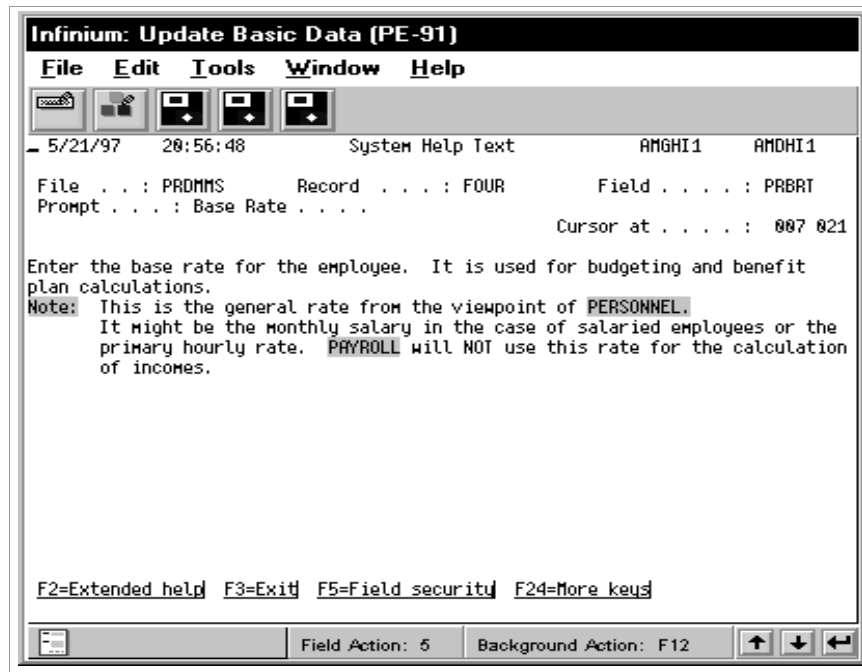 Infinium: Update Basic Data (PE-91)
File Edit Tools Window Help
5/21/97 20:56:48 System Help Text AMGHI1 AMDHI1
File . . : PRDMMS Record . . . : FOUR Field . . . . : PRBRT
Prompt . . . : Base Rate . . . .
Cursor at . . . . : 007 021
Enter the base rate for the employee. It is used for budgeting and benefit
plan calculations.
Note: This is the general rate from the viewpoint of PERSONNEL.
It might be the monthly salary in the case of salaried employees or the
primary hourly rate. PAYROLL will NOT use this rate for the calculation
of incomes.
F2=Extended help F3=Exit F5=Field security F24=More keys
Field Action: 5 Background Action: F12